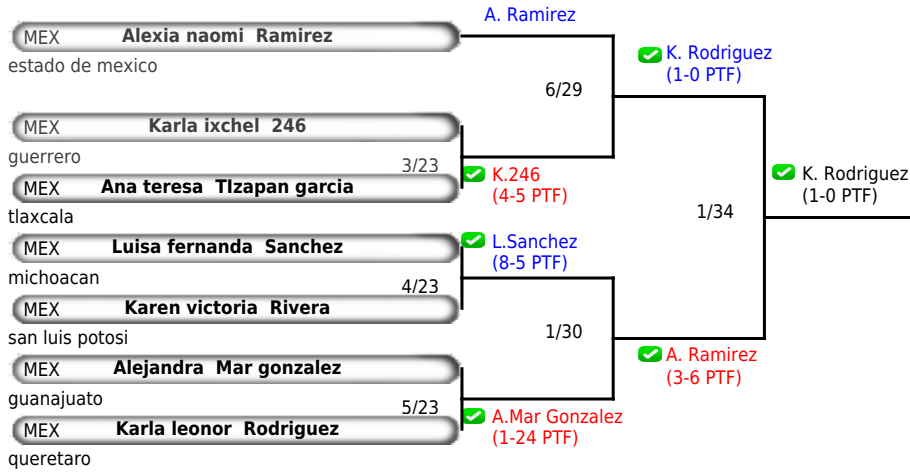 A. Ramirez
MEX Alexia naomi Ramirez
estado de mexico
K. Rodriguez
(1-0 PTF)
6/29
MEX Karla ixchel 246
guerrero
3/23
K.246
(4-5 PTF)
MEX Ana teresa Tlzapan garcia
tlaxcala
K. Rodriguez
(1-0 PTF)
1/34
MEX Luisa fernanda Sanchez
michoacan
L.Sanchez
(8-5 PTF)
4/23
MEX Karen victoria Rivera
san luis potosi
1/30
A. Ramirez
(3-6 PTF)
MEX Alejandra Mar gonzalez
guanajuato
5/23
A.Mar Gonzalez
(1-24 PTF)
MEX Karla leonor Rodriguez
queretaro